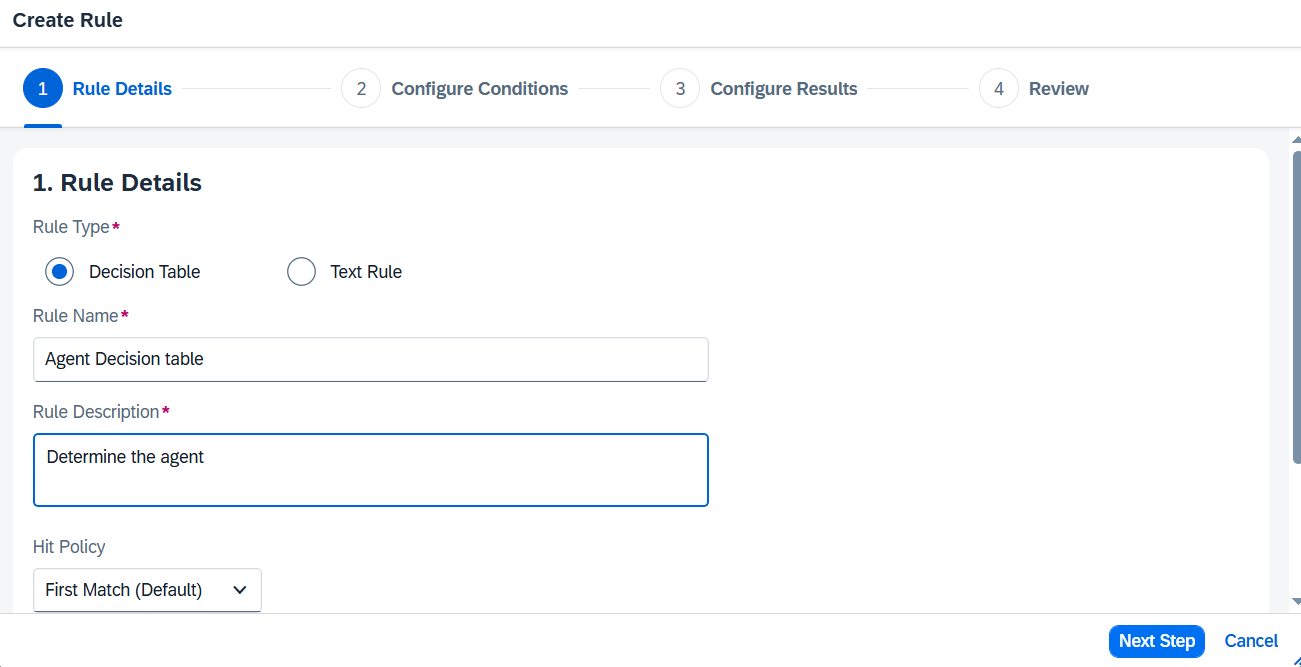 Create Rule
1 Rule Details 2 Configure Conditions 3 Configure Results 4 Review
1. Rule Details
Rule Type*
Decision Table Text Rule
Rule Name*
Agent Decision table
Rule Description*
Determine the agent
Hit Policy
First Match (Default)
Next Step Cancel